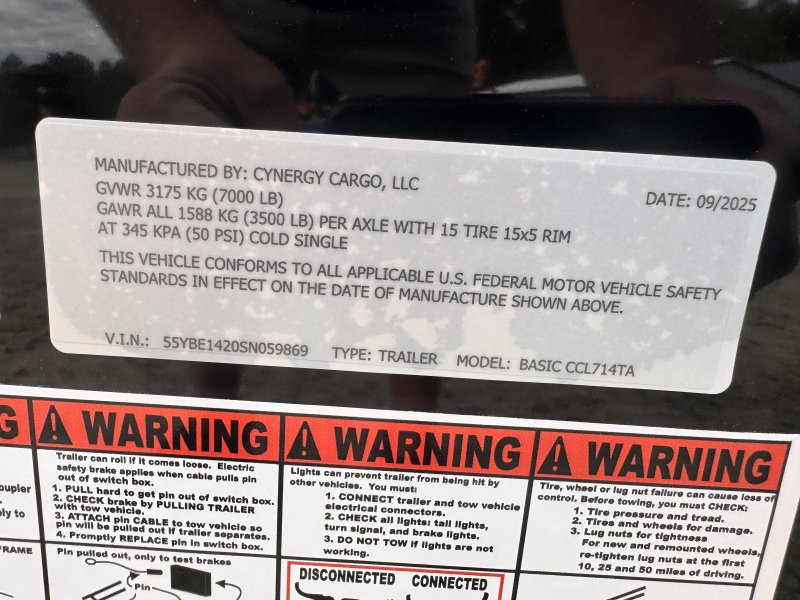 MANUFACTURED BY: CYNERGY CARGO, LLC
DATE: 09/2025
GVWR 3175 KG (7000 LB)
GAWR ALL 1588 KG (3500 LB) PER AXLE WITH 15 TIRE 15x5 RIM
AT 345 KPA (50 PSI) COLD SINGLE
THIS VEHICLE CONFORMS TO ALL APPLICABLE U.S. FEDERAL MOTOR VEHICLE SAFETY
STANDARDS IN EFFECT ON THE DATE OF MANUFACTURE SHOWN ABOVE.
V.I.N.: 55YBE1420SN059869 TYPE: TRAILER MODEL: BASIC CCL714TA
G
oupler
ly to
FRAME
WARNING
Trailer can roll if it comes loose. Electric
safety brake applies when cable pulls pin
out of switch box.
1. PULL hard to get pin out of switch box.
2. CHECK brake by PULLING TRAILER
with tow vehicle.
3. ATTACH pin CABLE to tow vehicle so
pin will be pulled out if trailer separates.
4. Promptly REPLACE pin in switch box.
Pin pulled out, only to test brakes
Pin
WARNING
Lights can prevent trailer from being hit by
other vehicles. You must:
1. CONNECT trailer and tow vehicle
electrical connectors.
2. CHECK all lights: tail lights,
turn signal, and brake lights.
3. DO NOT TOW if lights are not
working.
DISCONNECTED CONNECTED
WARNING
Tire, wheel or lug nut failure can cause loss of
control. Before towing, you must CHECK:
1. Tire pressure and tread.
2. Tires and wheels for damage.
3. Lug nuts for tightness
For new and remounted wheels,
re-tighten lug nuts at the first
10, 25 and 50 miles of driving.